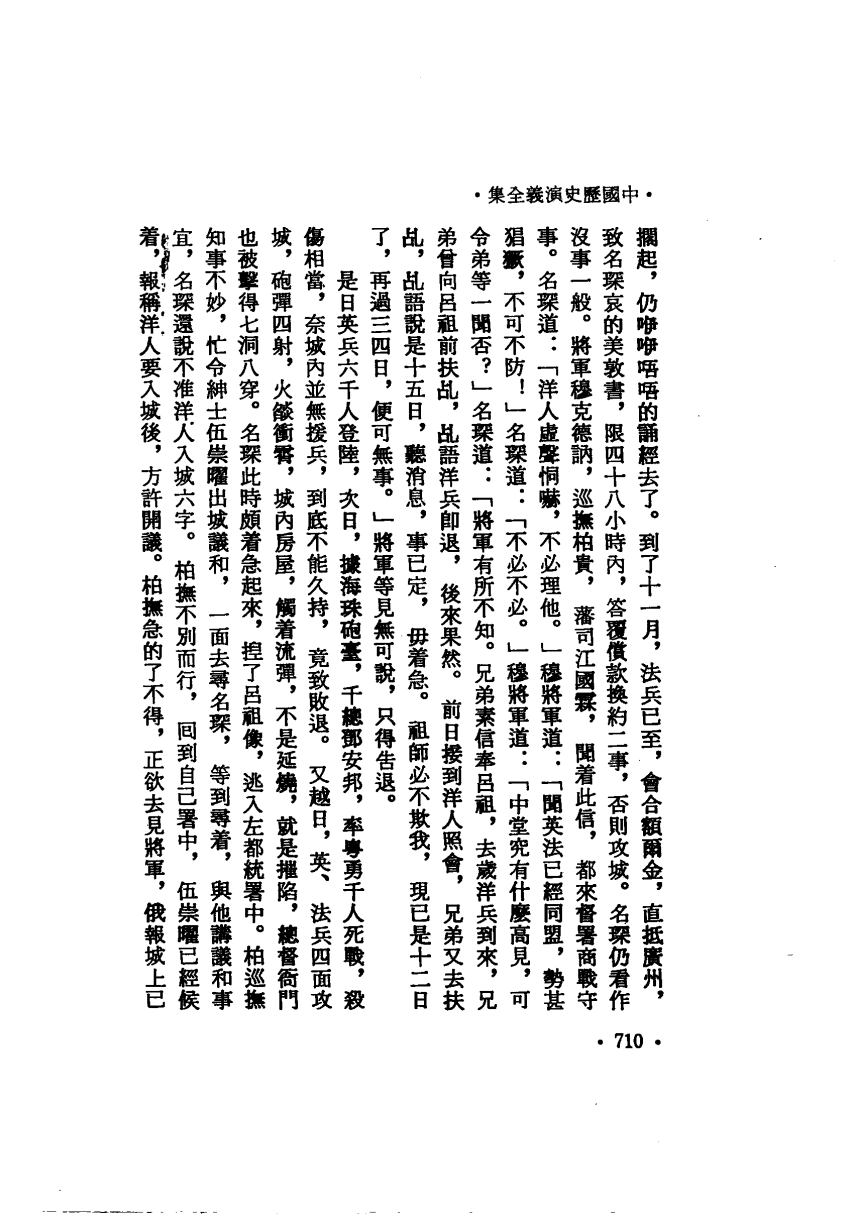 •中國歷史演義全集•
擱起，仍咿咿唔唔的誦經去了。到了十一月，法兵已至，會合額爾金，直抵廣州，
致名琛哀的美敦書，限四十八小時內，答覆償款換約二事，否則攻城。名琛仍看作
沒事一般。將軍穆克德訥，巡撫柏貴，藩司江國霖，聞着此信，都來督署商戰守
事。名琛道：「洋人虛聲恫嚇，不必理他。」穆將軍道：「聞英法已經同盟，勢甚
猖獗，不可不防！」名琛道：「不必不必。」穆將軍道：「中堂究有什麼高見，可
令弟等一聞否？」名琛道：「將軍有所不知。兄弟素信奉呂祖，去歲洋兵到來，兄
弟曾向呂祖前扶乩，乩語洋兵卽退，後來果然。前日接到洋人照會，兄弟又去扶
乩，乩語說是十五日，聽消息，事已定，毋着急。祖師必不欺我，現已是十二日
了，再過三四日，便可無事。」將軍等見無可說，只得告退。
是日英兵六千人登陸，次日，據海珠砲臺，千總鄧安邦，率粵勇千人死戰，殺
傷相當，奈城內並無援兵，到底不能久持，竟致敗退。又越日，英、法兵四面攻
城，砲彈四射，火燄衝霄，城內房屋，觸着流彈，不是延燒，就是摧陷，總督衙門
也被擊得七洞八穿。名琛此時頗着急起來，揑了呂祖像，逃入左都統署中。柏巡撫
知事不妙，忙令紳士伍崇曜出城議和，一面去尋名琛，等到尋着，與他講議和事
宜，名琛還說不准洋人入城六字。柏撫不別而行，回到自己署中，伍崇曜已經候
着，報稱洋人要入城後，方許開議。柏撫急的了不得，正欲去見將軍，俄報城上已
•710•